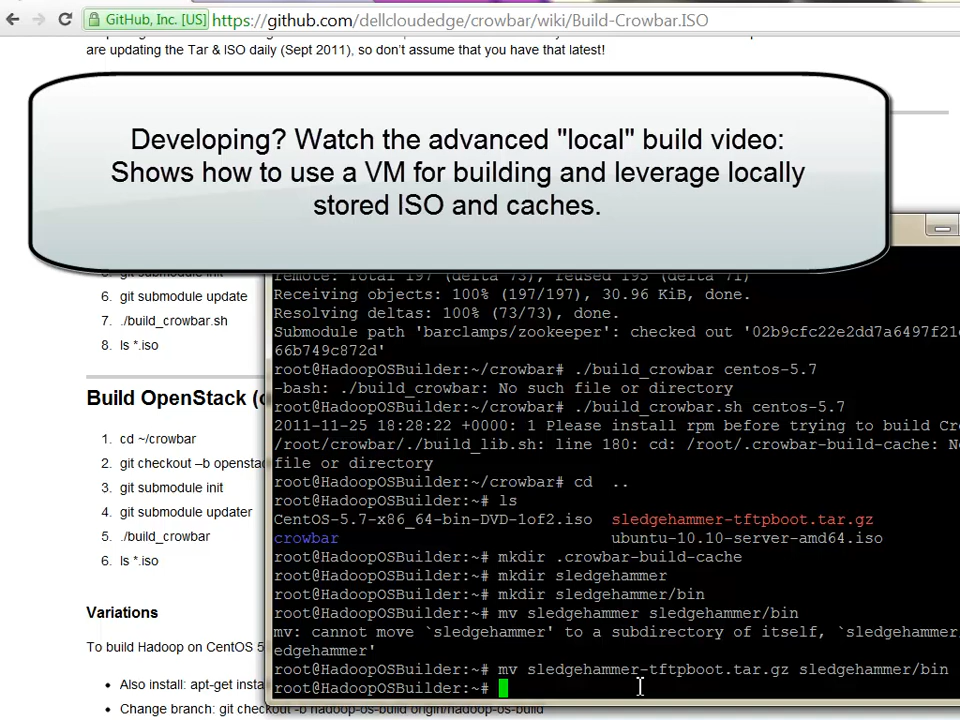 GitHub, Inc. [US] https://github.com/dellcloudedge/crowbar/wiki/Build-Crowbar.ISO
are updating the Tar & ISO daily (Sept 2011), so don't assume that you have that latest!
Developing? Watch the advanced "local" build video:
Shows how to use a VM for building and leverage locally
stored ISO and caches.
6. git submodule update
7. ./build_crowbar.sh
8. ls *.iso
Build OpenStack
1. cd ~/crowbar
2. git checkout –b opensta
3. git submodule init
4. git submodule updater
5. ./build_crowbar
6. ls *.iso
Variations
To build Hadoop on CentOS 5
• Also install: apt-get insta
• Change branch: git checkout -b hadoop-os-build origin/hadoop-os-build
remote: Total 197 (delta 73), reused 195 (delta 71)
Receiving objects: 100% (197/197), 30.96 KiB, done.
Resolving deltas: 100% (73/73), done.
Submodule path 'barclamps/zookeeper': checked out '02b9cfc22e2dd7a6497f21
66b749c872d'
root@HadoopOSBuilder:~/crowbar# ./build_crowbar centos-5.7
-bash: ./build_crowbar: No such file or directory
root@HadoopOSBuilder:~/crowbar# ./build_crowbar.sh centos-5.7
2011-11-25 18:28:22 +0000: 1 Please install rpm before trying to build Cr
/root/crowbar/./build_lib.sh: line 180: cd: /root/.crowbar-build-cache: N
file or directory
root@HadoopOSBuilder:~/crowbar# cd ..
root@HadoopOSBuilder:~# ls
CentOS-5.7-x86_64-bin-DVD-1of2.iso sledgehammer-tftpboot.tar.gz
crowbar ubuntu-10.10-server-amd64.iso
root@HadoopOSBuilder:~# mkdir .crowbar-build-cache
root@HadoopOSBuilder:~# mkdir sledgehammer
root@HadoopOSBuilder:~# mkdir sledgehammer/bin
root@HadoopOSBuilder:~# mv sledgehammer sledgehammer/bin
mv: cannot move `sledgehammer' to a subdirectory of itself, `sledgehammer
edgehammer'
root@HadoopOSBuilder:~# mv sledgehammer-tftpboot.tar.gz sledgehammer/bin
root@HadoopOSBuilder:~#